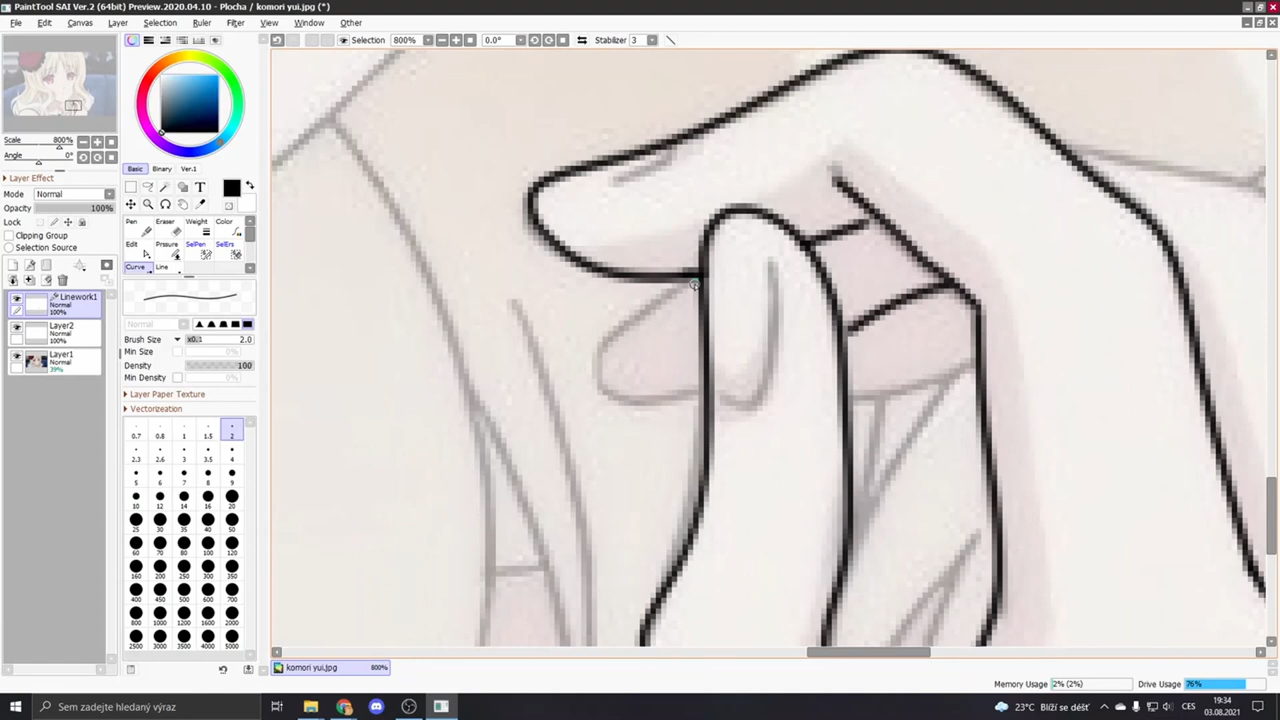 PaintTool SAI Ver.2 (64bit) Preview.2020.04.10 - Plocha / komori yui.jpg (*)
File Edit Canvas Layer Selection Ruler Filter View Window Other
Selection 800% 0.0° Stabilizer 3
Scale 800%
Angle 0°
Layer Effect
Mode Normal
Opacity 100%
Lock
Clipping Group
Selection Source
Linework1
Normal
100%
Layer2
Normal
100%
Layer1
Normal
39%
Basic Binary Ver.1
T
Pen Eraser Weight Color
Edit Prssure SelPen SelErs
Curve Line
Normal
Brush Size x0.1 2.0
Min Size 0%
Density 100
Min Density 0%
Layer Paper Texture
Vectorizeation
0.7 0.8 1 1.5 2
2.3 2.6 3 3.5 4
5 6 7 8 9
10 12 14 16 20
25 30 35 40 50
60 70 80 100 120
160 200 250 300 350
400 450 500 600 700
800 1000 1200 1600 2000
2500 3000 3500 4000 5000
komori yui.jpg 800%
Memory Usage 2% (2%) Drive Usage 76%
Sem zadejte hledaný výraz
23°C Blíží se déšť CES 19:34
03.08.2021